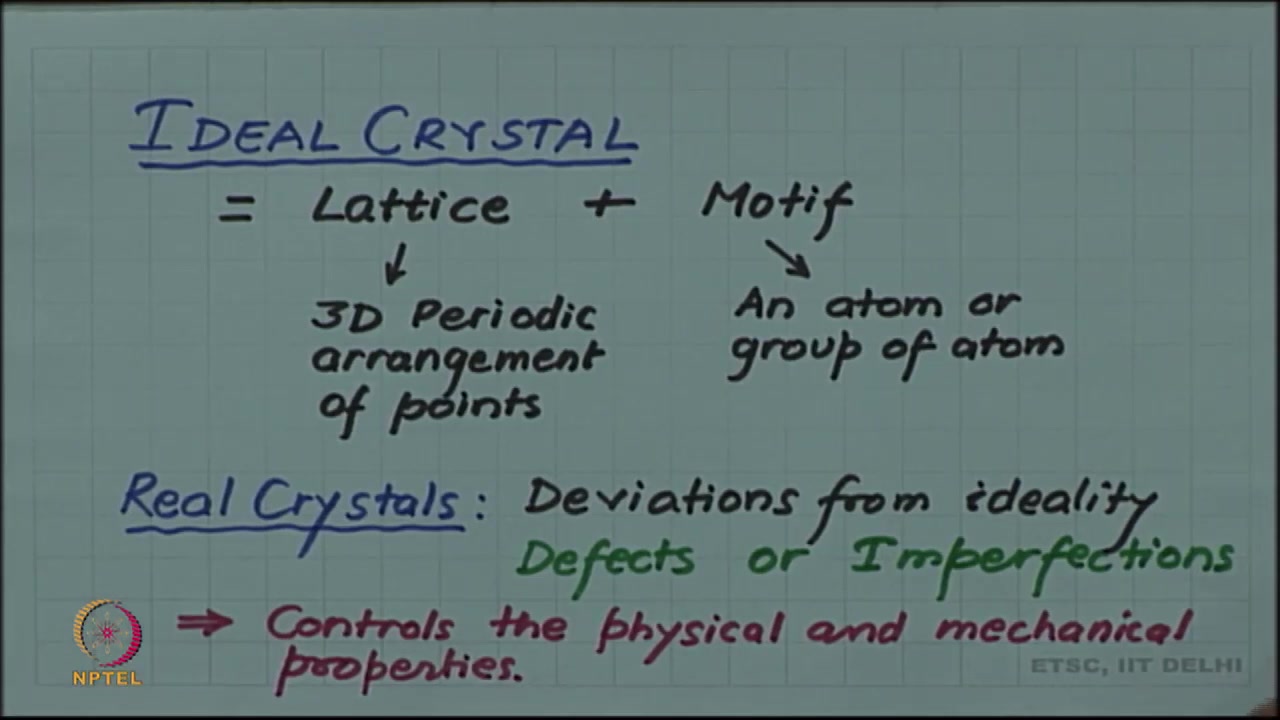 IDEAL CRYSTAL
= Lattice + Motif
↓ ↘
3D Periodic An atom or
arrangement group of atom
of points
Real Crystals: Deviations from ideality
Defects or Imperfections
⇒ Controls the physical and mechanical
properties.
NPTEL
ETSC, IIT DELHI